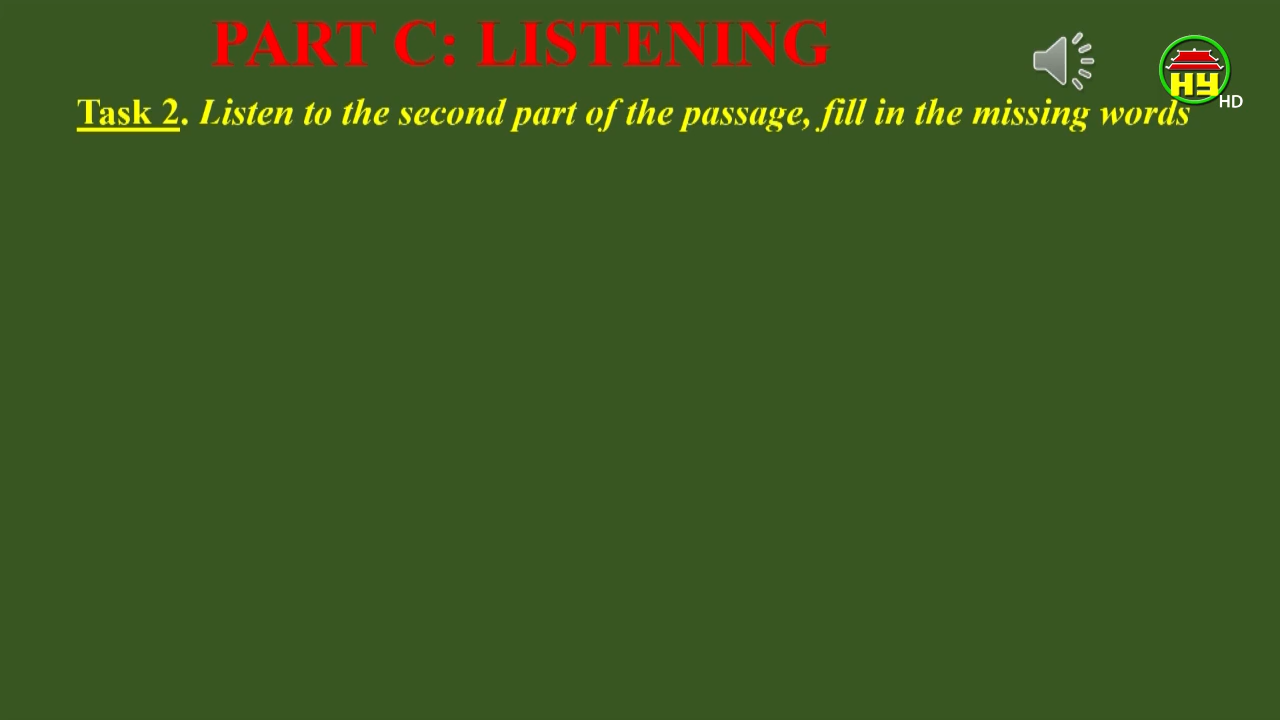 PART C: LISTENING
HY
HD
Task 2. Listen to the second part of the passage, fill in the missing words